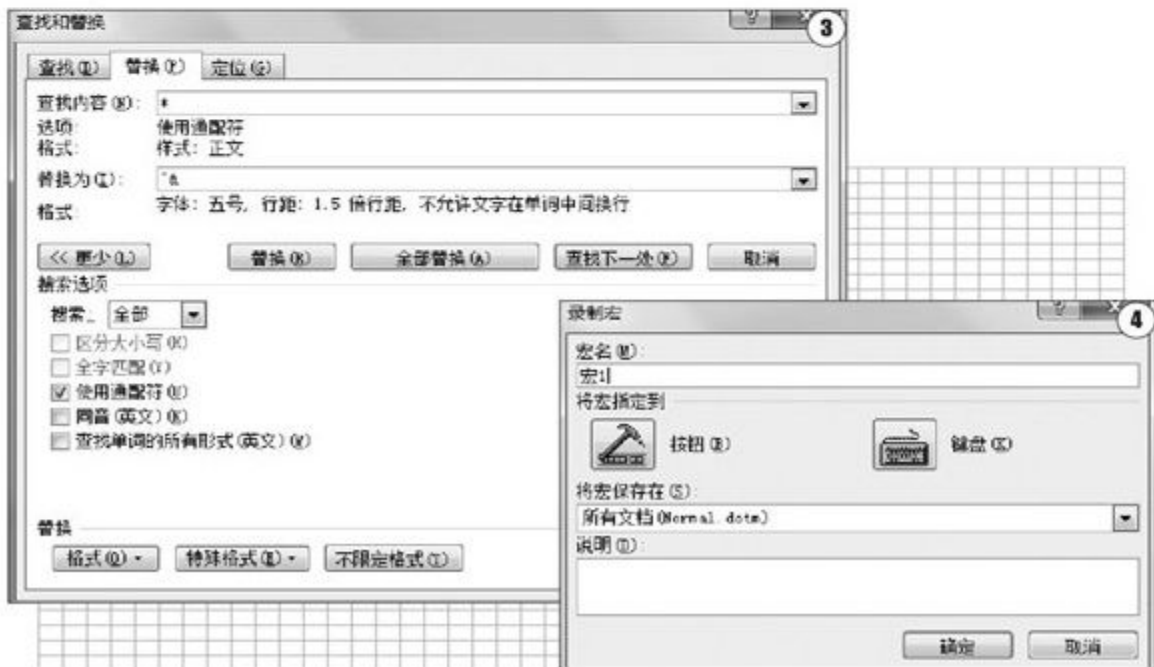 查找和替换
3
查找(D) 替换(P) 定位(G)
查找内容(N): *
选项: 使用通配符
格式: 样式: 正文
替换为(I): ^&
格式: 字体: 五号, 行距: 1.5 倍行距, 不允许文字在单词中间换行
<< 更少(L) 替换(R) 全部替换(A) 查找下一处(F) 取消
搜索选项
搜索: 全部
区分大小写(H)
全字匹配(Y)
使用通配符(U)
同音(英文)(K)
查找单词的所有形式(英文)(W)
替换
格式(O) 特殊格式(E) 不限定格式(T)
录制宏
4
宏名(M):
宏1
将宏指定到
按钮(B) 键盘(K)
将宏保存在(S):
所有文档(Normal.dotm)
说明(D):
确定 取消